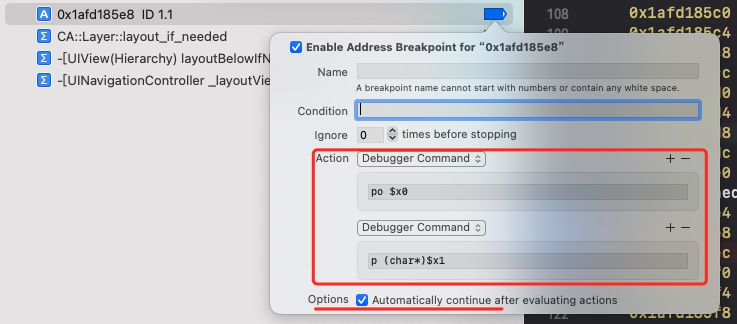 A 0x1afd185e8 ID 1.1
Σ CA::Layer::layout_if_needed
Σ -[UIView(Hierarchy) layoutBelowIfN
Σ -[UINavigationController _layoutVie
Enable Address Breakpoint for “0x1afd185e8”
Name
A breakpoint name cannot start with numbers or contain any white space.
Condition
Ignore 0 times before stopping
Action Debugger Command + −
po $x0
Debugger Command + −
p (char*)$x1
Options Automatically continue after evaluating actions
108 0x1afd185c0
0x1afd185c4
122 0x1afd185f8